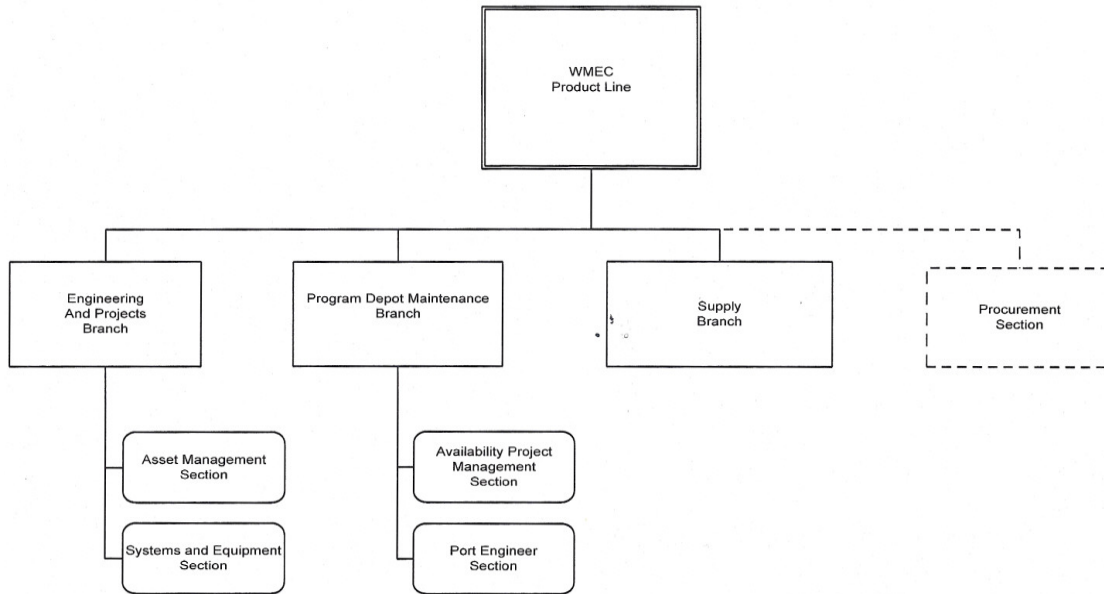 WMEC
Product Line
Engineering
And Projects
Branch
Program Depot Maintenance
Branch
Supply
Branch
Procurement
Section
Asset Management
Section
Availability Project
Management
Section
Systems and Equipment
Section
Port Engineer
Section